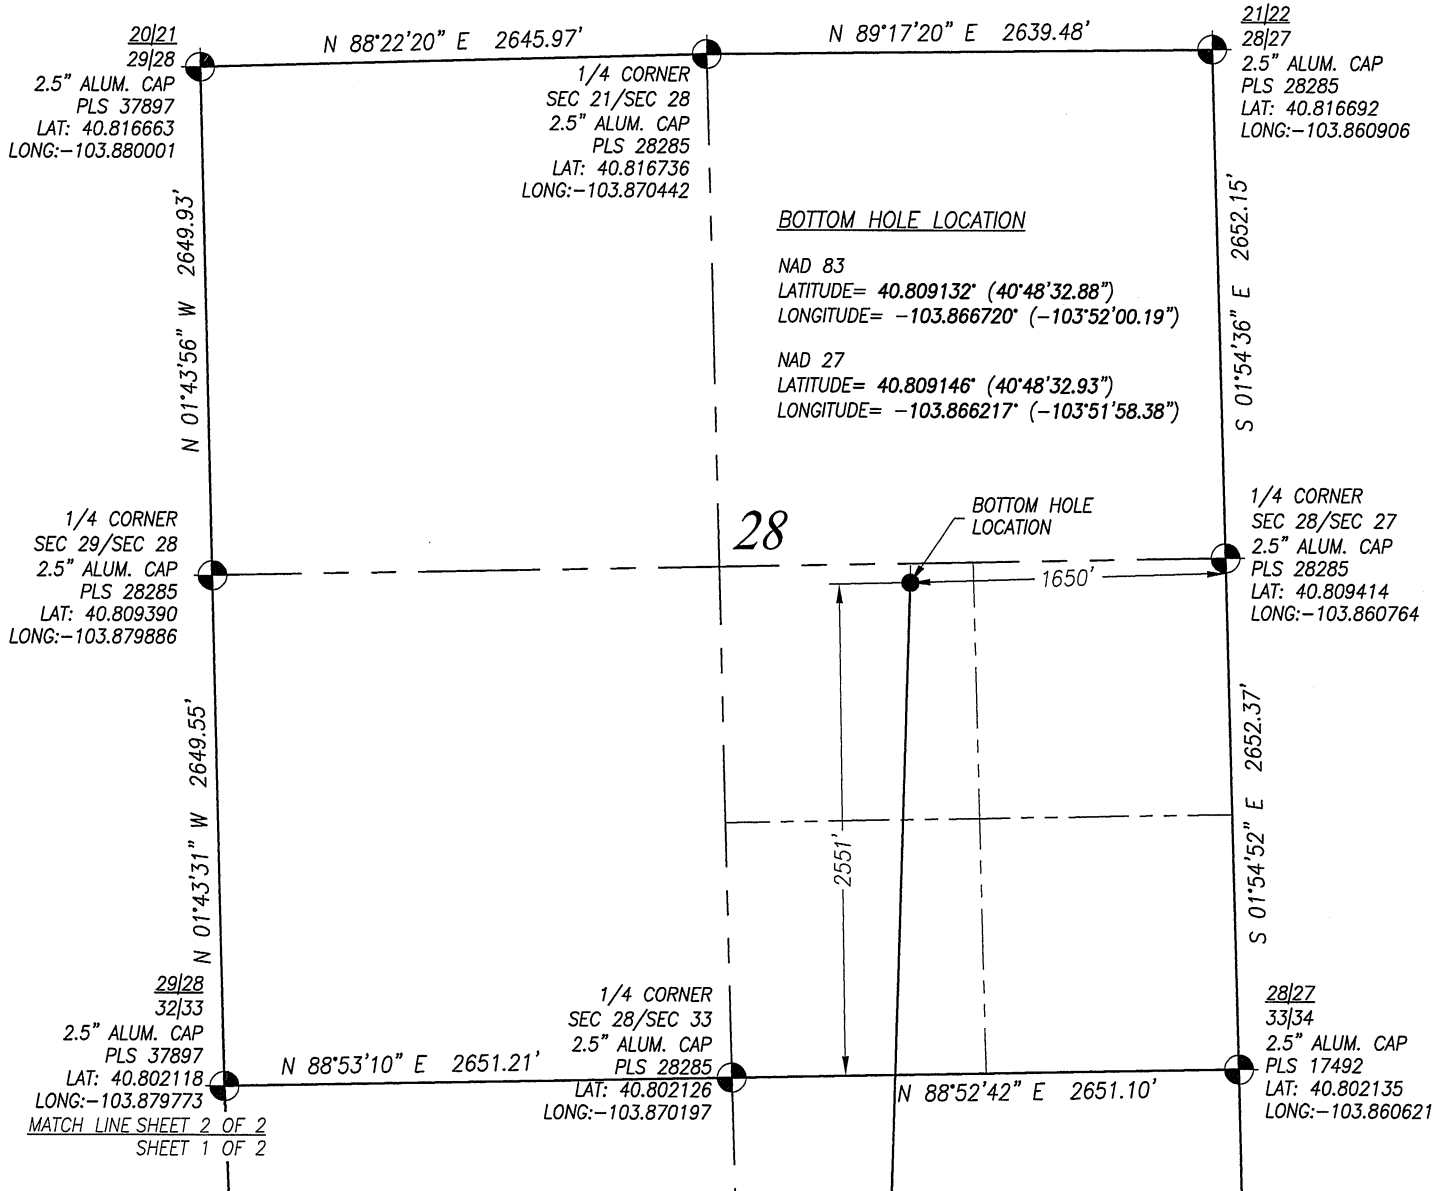 20|21
29|28
2.5" ALUM. CAP
PLS 37897
LAT: 40.816663
LONG:-103.880001
N 88°22'20" E 2645.97'
1/4 CORNER
SEC 21/SEC 28
2.5" ALUM. CAP
PLS 28285
LAT: 40.816736
LONG:-103.870442
N 89°17'20" E 2639.48'
21|22
28|27
2.5" ALUM. CAP
PLS 28285
LAT: 40.816692
LONG:-103.860906
N 01°43'56" W 2649.93'
BOTTOM HOLE LOCATION
NAD 83
LATITUDE= 40.809132° (40°48'32.88")
LONGITUDE= -103.866720° (-103°52'00.19")
NAD 27
LATITUDE= 40.809146° (40°48'32.93")
LONGITUDE= -103.866217° (-103°51'58.38")
S 01°54'36" E 2652.15'
1/4 CORNER
SEC 29/SEC 28
2.5" ALUM. CAP
PLS 28285
LAT: 40.809390
LONG:-103.879886
28
BOTTOM HOLE
LOCATION
1650'
1/4 CORNER
SEC 28/SEC 27
2.5" ALUM. CAP
PLS 28285
LAT: 40.809414
LONG:-103.860764
N 01°43'31" W 2649.55'
2551'
S 01°54'52" E 2652.37'
29|28
32|33
2.5" ALUM. CAP
PLS 37897
LAT: 40.802118
LONG:-103.879773
MATCH LINE SHEET 2 OF 2
SHEET 1 OF 2
N 88°53'10" E 2651.21'
1/4 CORNER
SEC 28/SEC 33
2.5" ALUM. CAP
PLS 28285
LAT: 40.802126
LONG:-103.870197
N 88°52'42" E 2651.10'
28|27
33|34
2.5" ALUM. CAP
PLS 17492
LAT: 40.802135
LONG:-103.860621